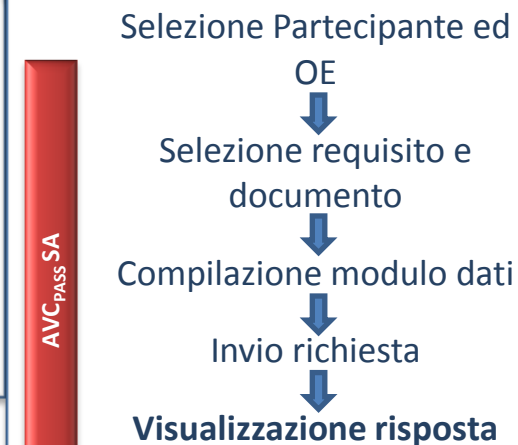 Selezione Partecipante ed
OE
Selezione requisito e
documento
Compilazione modulo dati
Invio richiesta
Visualizzazione risposta
AVCPASS SA